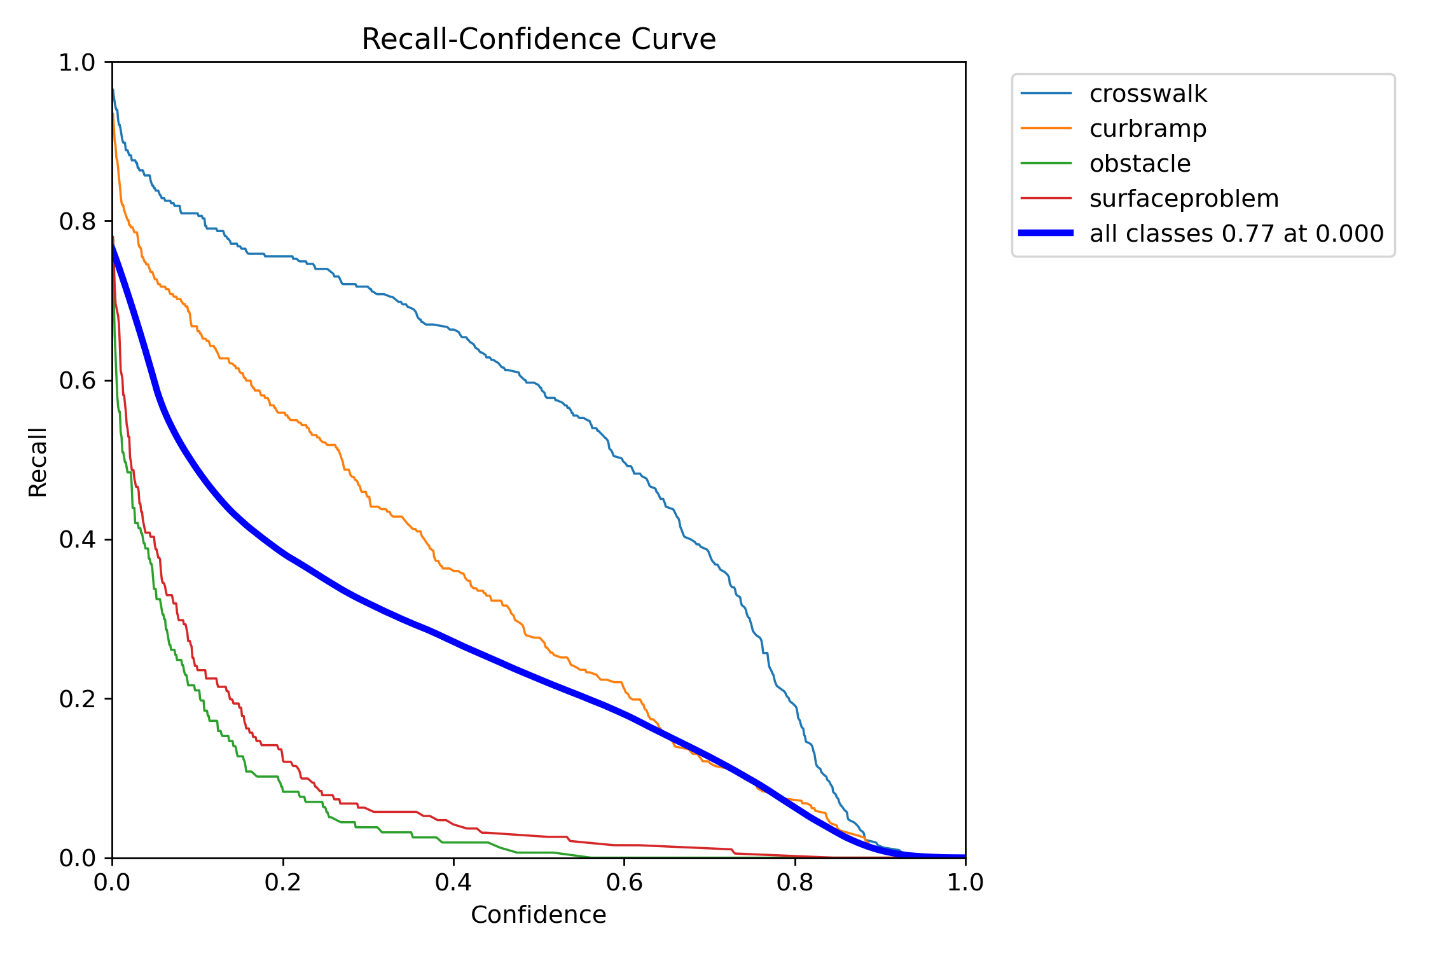 Recall-Confidence Curve
1.0
0.8
0.6
0.4
0.2
0.0
Recall
0.0 0.2 0.4 0.6 0.8 1.0
Confidence
crosswalk
curbramp
obstacle
surfaceproblem
all classes 0.77 at 0.000